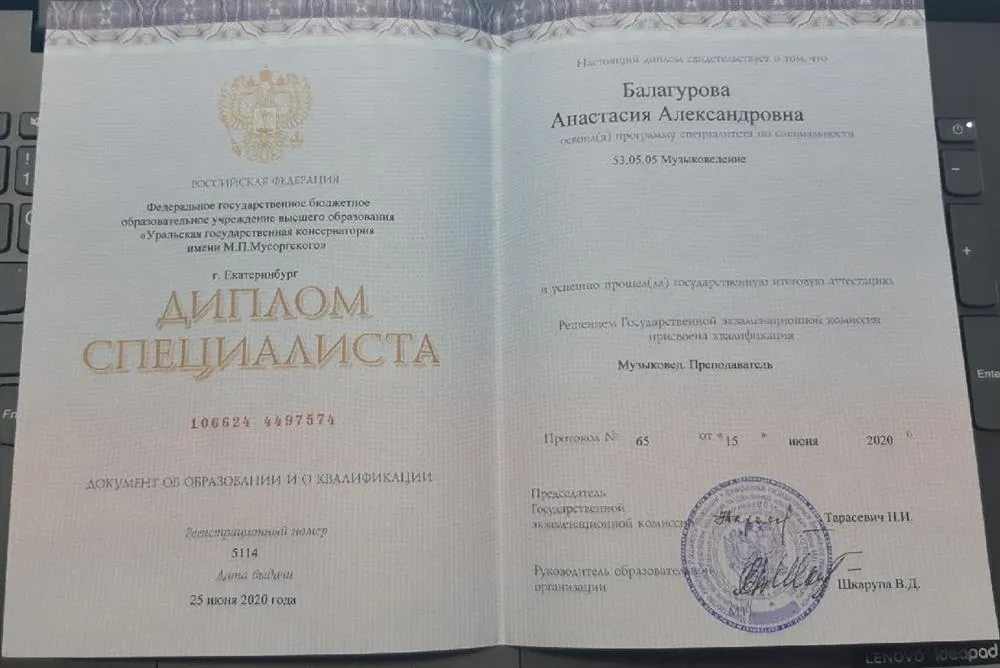 РОССИЙСКАЯ ФЕДЕРАЦИЯ
Федеральное государственное бюджетное
образовательное учреждение высшего образования
«Уральская государственная консерватория
имени М.П.Мусоргского»
г. Екатеринбург
ДИПЛОМ
СПЕЦИАЛИСТА
106624 4497574
ДОКУМЕНТ ОБ ОБРАЗОВАНИИ И О КВАЛИФИКАЦИИ
Регистрационный номер
5114
Дата выдачи
25 июня 2020 года
Настоящий диплом свидетельствует о том, что
Балагурова
Анастасия Александровна
освоил(а) программу специалитета по специальности
53.05.05 Музыковедение
и успешно прошел(ла) государственную итоговую аттестацию
Решением Государственной экзаменационной комиссии
присвоена квалификация
Музыковед. Преподаватель
Протокол № 65 от «15 » июня 2020 г.
Председатель
Государственной
экзаменационной комиссии
Тарасевич Н.И.
Руководитель образовательной
организации
Шкарупа В.Д.
Fn
Ente
LENOVO ideapad